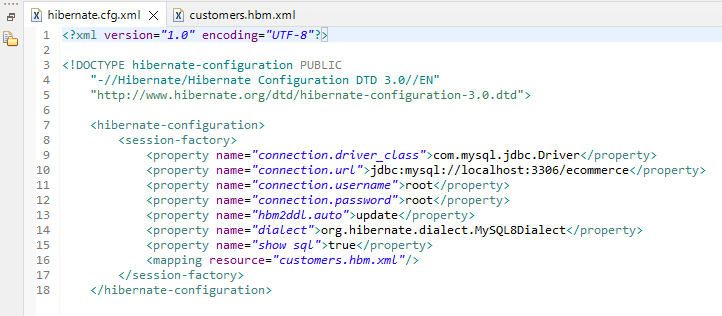 hibernate.cfg.xml customers.hbm.xml
1 <?xml version="1.0" encoding="UTF-8"?>
2
3 <!DOCTYPE hibernate-configuration PUBLIC
4 "-//Hibernate/Hibernate Configuration DTD 3.0//EN"
5 "http://www.hibernate.org/dtd/hibernate-configuration-3.0.dtd">
6
7 <hibernate-configuration>
8 <session-factory>
9 <property name="connection.driver_class">com.mysql.jdbc.Driver</property>
10 <property name="connection.url">jdbc:mysql://localhost:3306/ecommerce</property>
11 <property name="connection.username">root</property>
12 <property name="connection.password">root</property>
13 <property name="hbm2ddl.auto">update</property>
14 <property name="dialect">org.hibernate.dialect.MySQL8Dialect</property>
15 <property name="show sql">true</property>
16 <mapping resource="customers.hbm.xml"/>
17 </session-factory>
18 </hibernate-configuration>